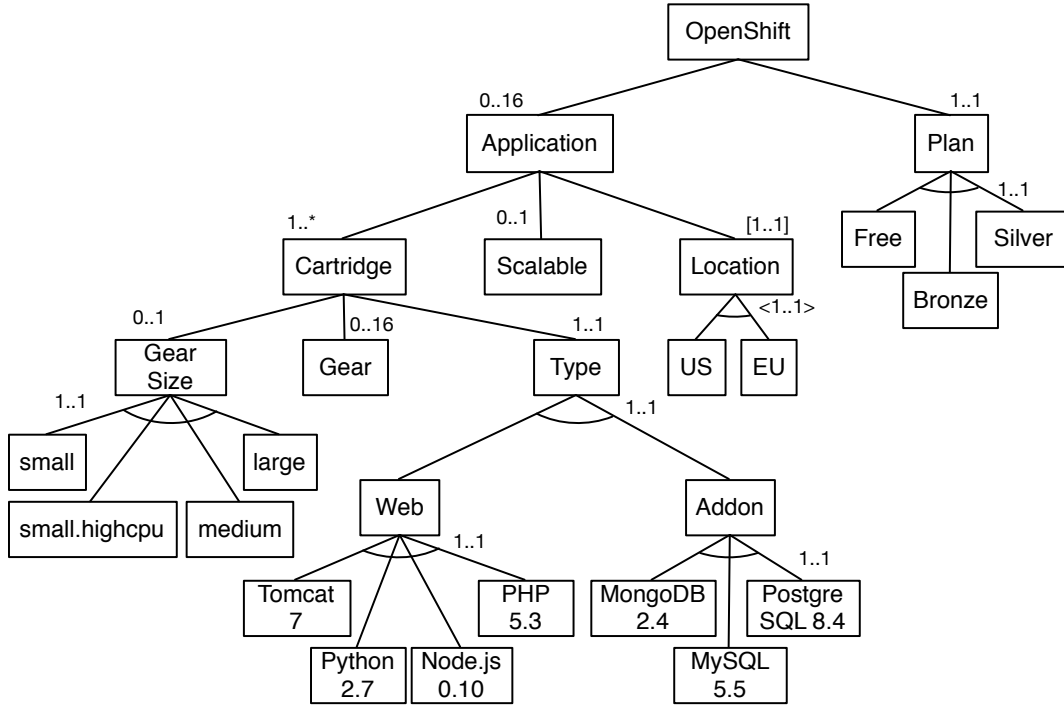 OpenShift
0..16
1..1
Application
Plan
1..*
0..1
[1..1]
1..1
Free
Silver
Cartridge
Scalable
Location
Bronze
0..1
0..16
1..1
<1..1>
Gear
Size
Gear
Type
US
EU
1..1
1..1
small
large
small.highcpu
medium
Web
Addon
1..1
1..1
Tomcat
7
PHP
5.3
MongoDB
2.4
Postgre
SQL 8.4
Python
2.7
Node.js
0.10
MySQL
5.5